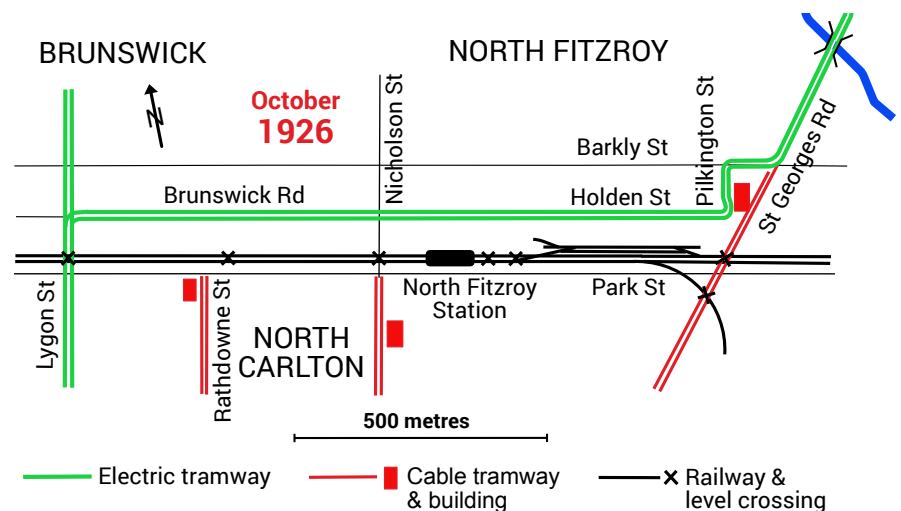 BRUNSWICK
NORTH FITZROY
October
1926
Nicholson St
Pilkington St
St Georges Rd
Barkly St
Brunswick Rd
Holden St
Lygon St
Rathdowne St
North Fitzroy
Station
Park St
NORTH
CARLTON
500 metres
Electric tramway
Cable tramway
& building
Railway &
level crossing